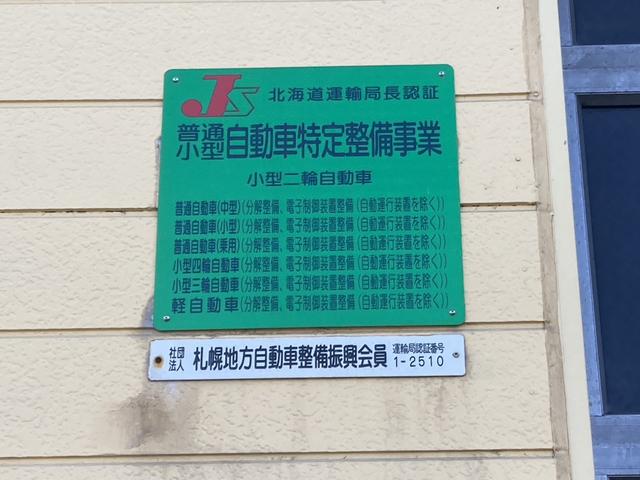 JS 北海道運輸局長認証
普通
小型 自動車特定整備事業
小型二輪自動車
普通自動車(中型)(分解整備、電子制御装置整備(自動運行装置を除く))
普通自動車(小型)(分解整備、電子制御装置整備(自動運行装置を除く))
普通自動車(乗用)(分解整備、電子制御装置整備(自動運行装置を除く))
小型四輪自動車(分解整備、電子制御装置整備(自動運行装置を除く))
小型三輪自動車(分解整備、電子制御装置整備(自動運行装置を除く))
軽自動車(分解整備、電子制御装置整備(自動運行装置を除く))
社団法人 札幌地方自動車整備振興会員 運輸局認証番号
1-2510